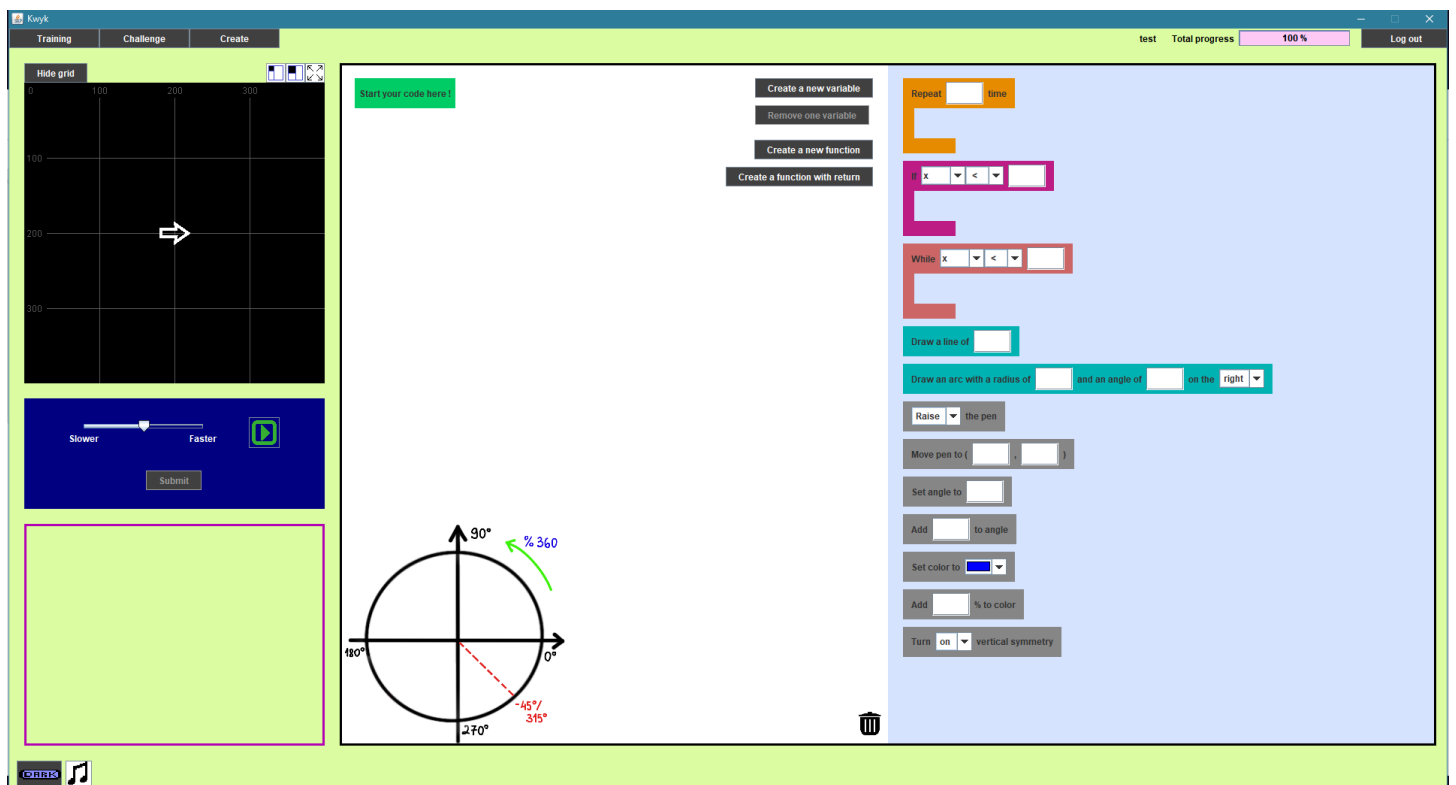 Kwyk
Training Challenge Create test Total progress 100 % Log out
Hide grid
0 100 200 300
100
200
300
Slower Faster
Submit
Start your code here !
Create a new variable
Remove one variable
Create a new function
Create a function with return
90°
% 360
180°
0°
-45°/
315°
270°
Repeat time
If x <
While x <
Draw a line of
Draw an arc with a radius of and an angle of on the right
Raise the pen
Move pen to ( , )
Set angle to
Add to angle
Set color to
Add % to color
Turn on vertical symmetry
DARK